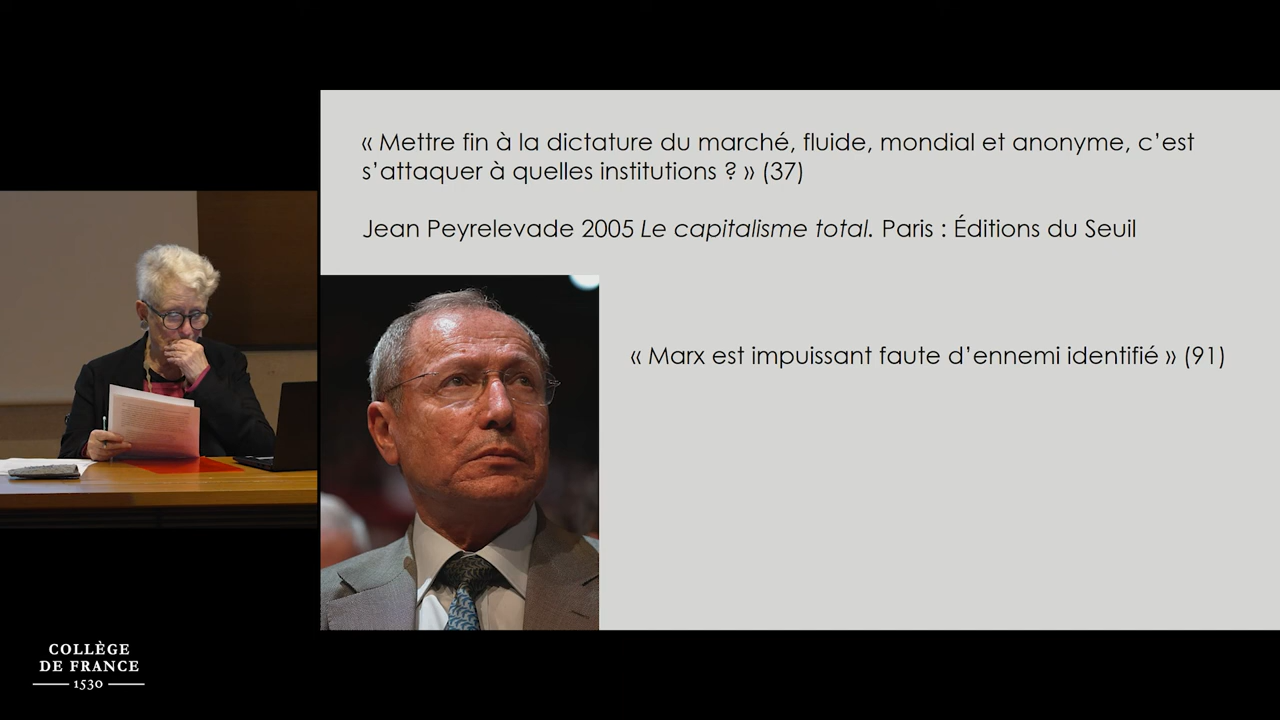 « Mettre fin à la dictature du marché, fluide, mondial et anonyme, c’est
s’attaquer à quelles institutions ? » (37)
Jean Peyrelevade 2005 Le capitalisme total. Paris : Éditions du Seuil
« Marx est impuissant faute d’ennemi identifié » (91)
COLLÈGE
DE FRANCE
1530